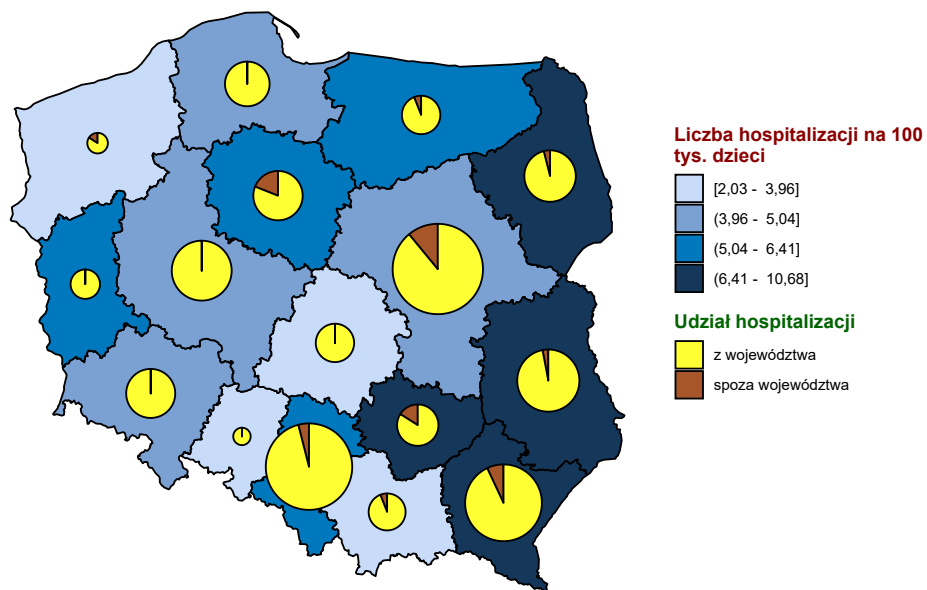 Liczba hospitalizacji na 100
tys. dzieci
[2,03 - 3,96]
(3,96 - 5,04]
(5,04 - 6,41]
(6,41 - 10,68]
Udział hospitalizacji
z województwa
spoza województwa